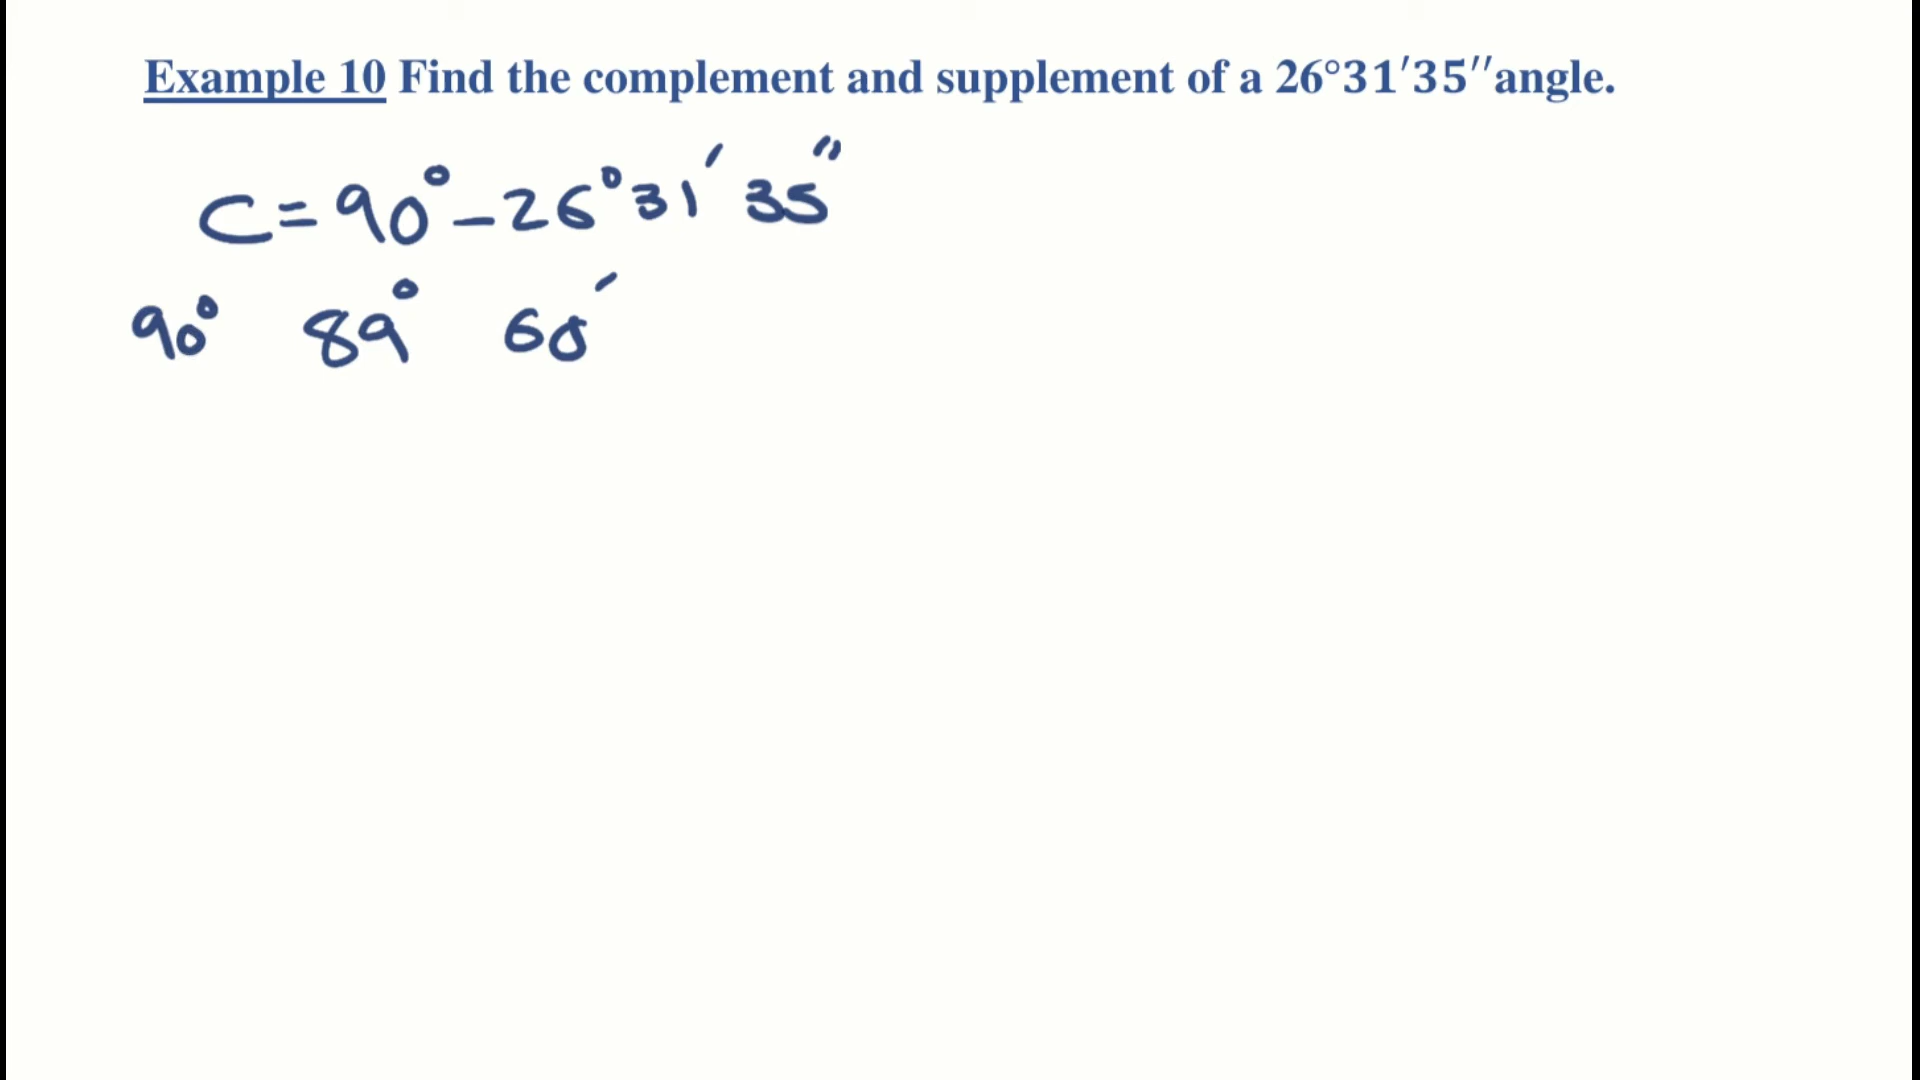 Example 10 Find the complement and supplement of a 26°31′35′′angle.
C = 90° - 26° 31′ 35″
90° 89° 60′